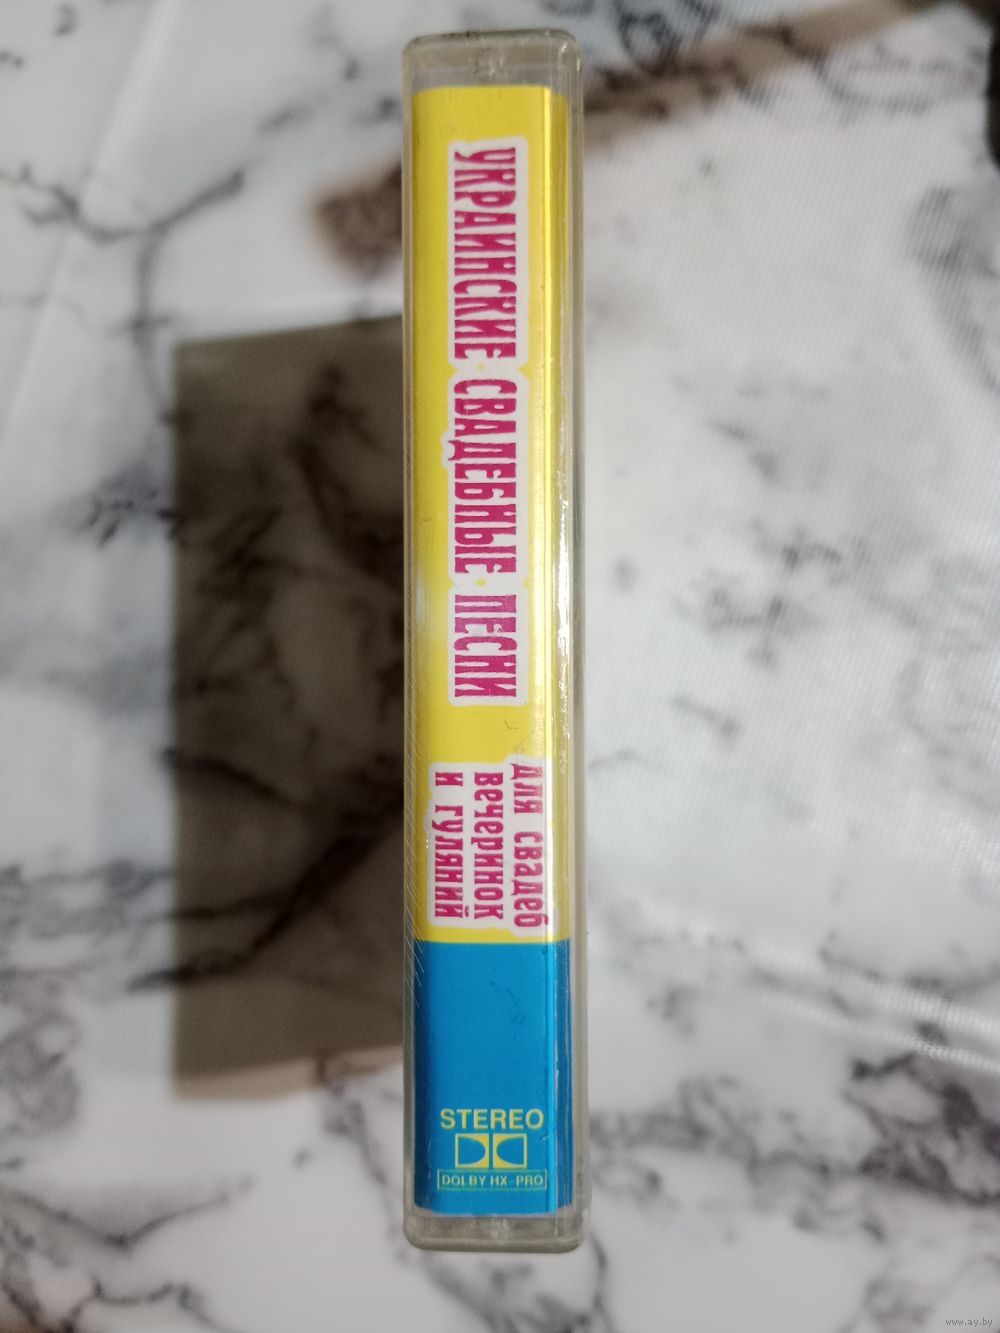 УКРАИНСКИЕ СВАДЕБНЫЕ ПЕСНИ
для свадеб
вечеринок
и гуляний
STEREO
DOLBY HX-PRO
www.ay.by